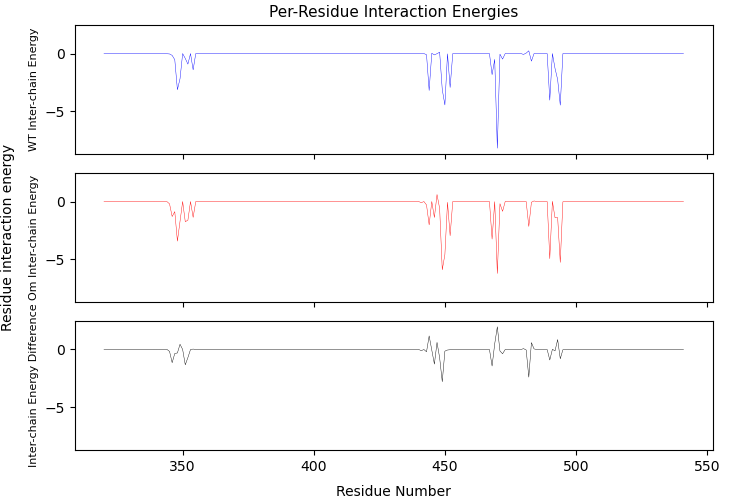 Per-Residue Interaction Energies
Residue interaction energy
WT Inter-chain Energy
0
−5
Om Inter-chain Energy
0
−5
Inter-chain Energy Difference
0
−5
350
400
450
500
550
Residue Number